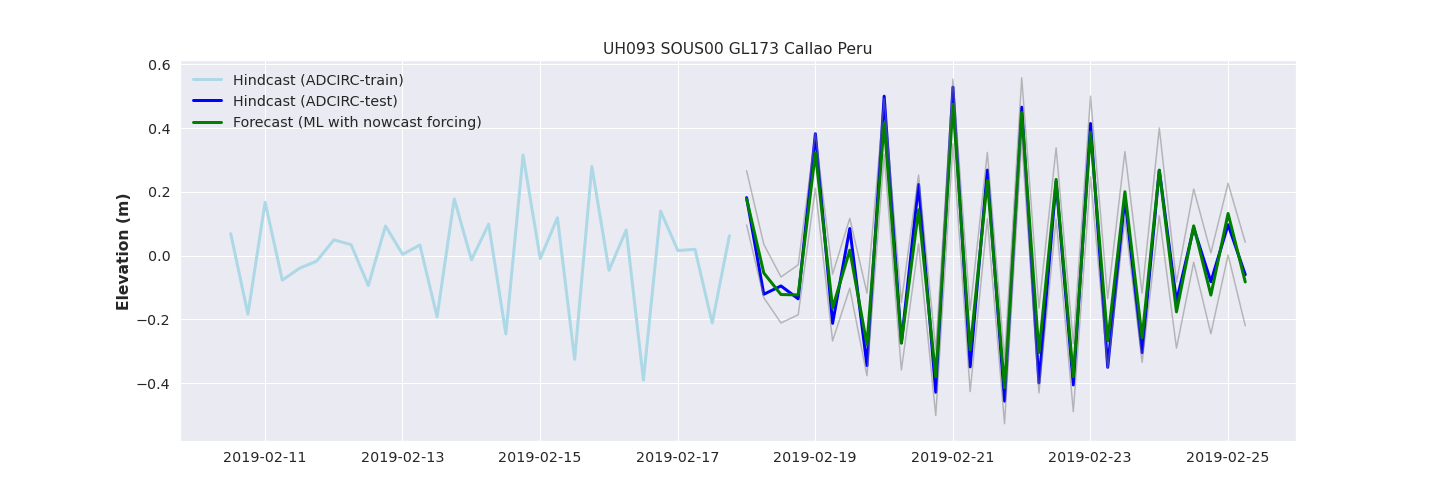 UH093 SOUS00 GL173 Callao Peru
Hindcast (ADCIRC-train)
Hindcast (ADCIRC-test)
Forecast (ML with nowcast forcing)
Elevation (m)
0.6
0.4
0.2
0.0
−0.2
−0.4
2019-02-11 2019-02-13 2019-02-15 2019-02-17 2019-02-19 2019-02-21 2019-02-23 2019-02-25